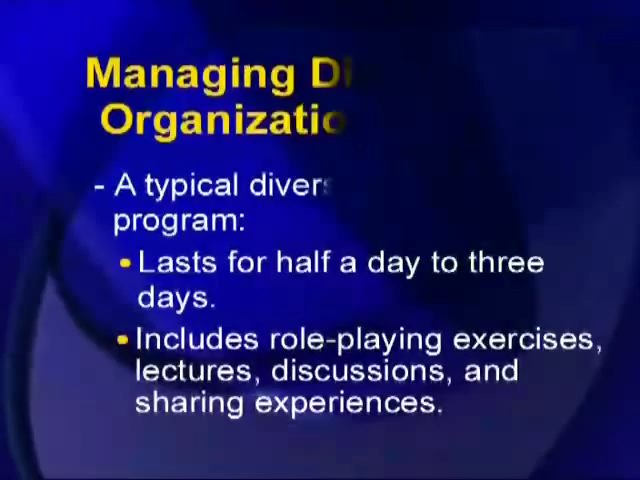 Managing
- A typical
program:
• Lasts for half a day to three
days.
• Includes role-playing exercises,
lectures, discussions, and
sharing experiences.